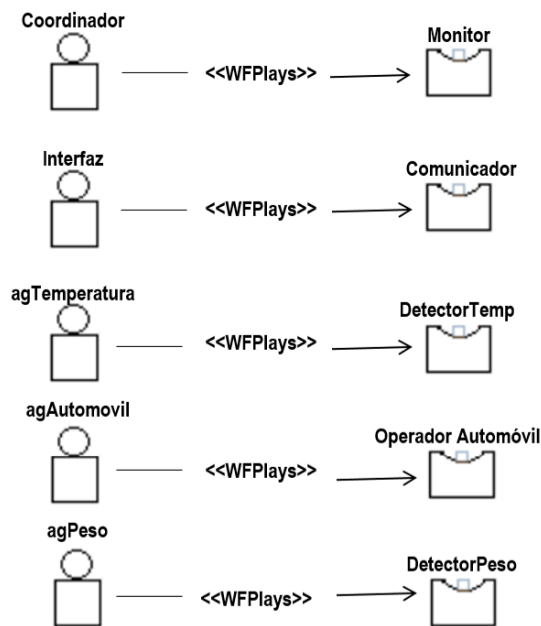 Coordinador
Monitor
<<WFPlays>>
Interfaz
Comunicador
<<WFPlays>>
agTemperatura
DetectorTemp
<<WFPlays>>
agAutomovil
Operador Automóvil
<<WFPlays>>
agPeso
DetectorPeso
<<WFPlays>>